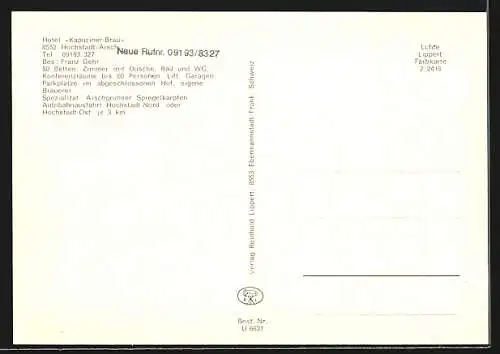 Hotel »Kapuziner-Bräu«
8552 Höchstadt-Aisch
Tel. 09193 327 Neue Rufnr. 09193/8327
Bes.: Franz Gehr
50 Betten. Zimmer mit Dusche, Bad und WC.
Konferenzräume bis 60 Personen. Lift, Garagen
Parkplätze im abgeschlossenen Hof, eigene
Brauerei
Spezialität: Aischgründer Spiegelkarpfen
Autobahnausfahrt Höchstadt-Nord oder
Höchstadt-Ost je 3 km
Echte
Lippert
Farbkarte
Z 2419
Verlag Reinhold Lippert, 8553 Ebermannstadt Fränk. Schweiz
Best. Nr.
U 6631